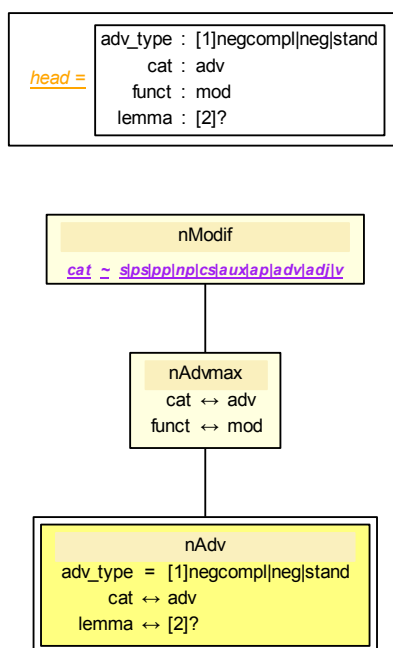 head =
adv_type : [1]negcompl|neg|stand
cat : adv
funct : mod
lemma : [2]?
nModif
cat ~ s|ps|pp|np|cs|aux|ap|adv|adj|v
nAdvmax
cat ↔ adv
funct ↔ mod
nAdv
adv_type = [1]negcompl|neg|stand
cat ↔ adv
lemma ↔ [2]?